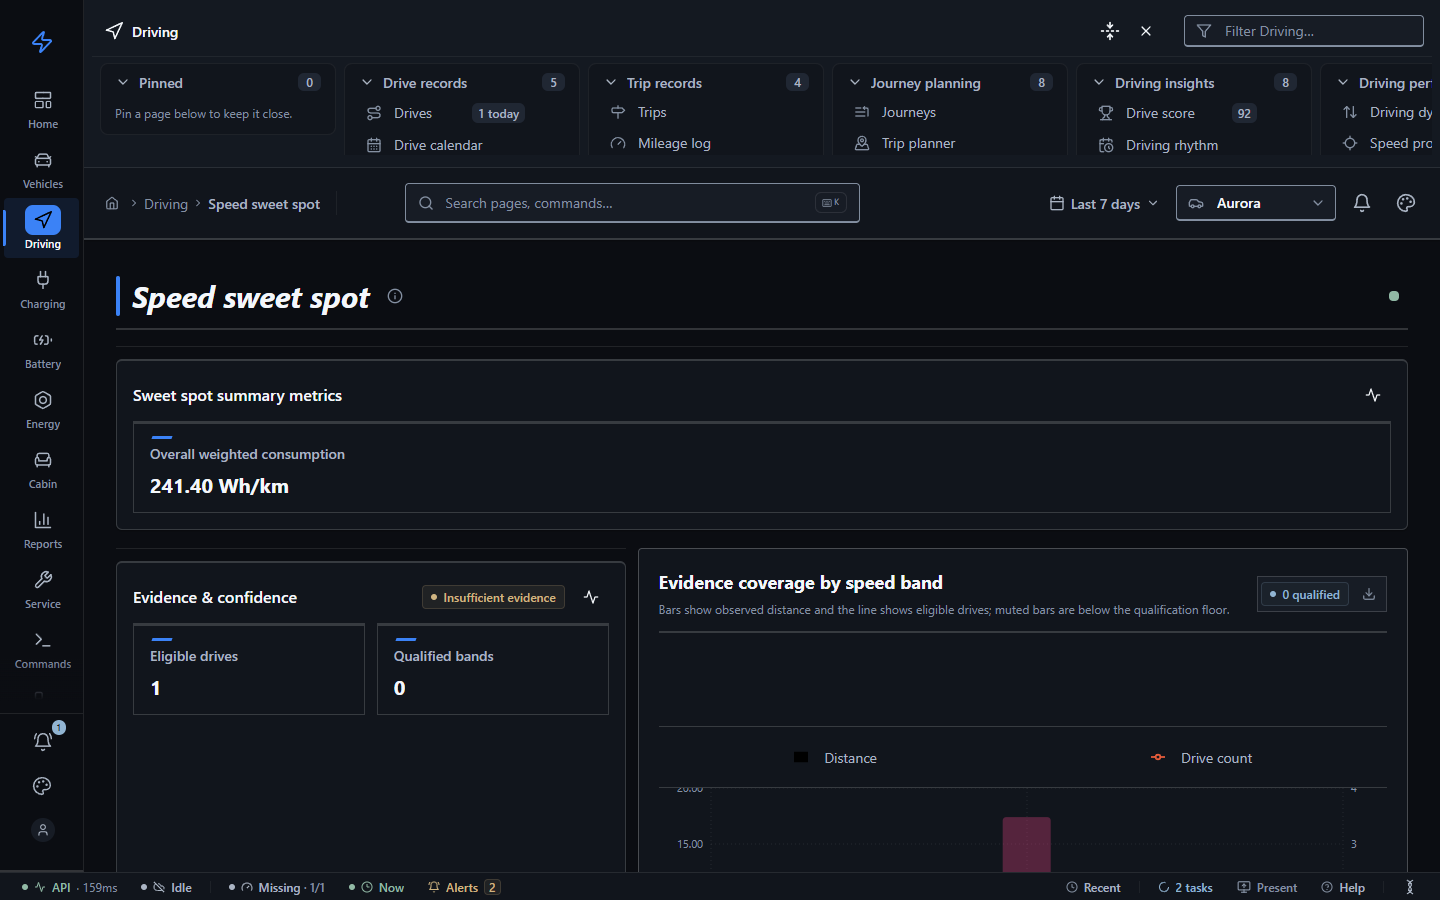 Driving
Filter Driving...
Pinned 0
Pin a page below to keep it close.
Drive records 5
Drives 1 today
Drive calendar
Trip records 4
Trips
Mileage log
Journey planning 8
Journeys
Trip planner
Driving insights 8
Drive score 92
Driving rhythm
Driving per
Driving dy
Speed pro
Home
Vehicles
Driving
Charging
Battery
Energy
Cabin
Reports
Service
Commands
1
Driving
Speed sweet spot
Search pages, commands...
K
Last 7 days
Aurora
Speed sweet spot
Sweet spot summary metrics
Overall weighted consumption
241.40 Wh/km
Evidence & confidence
Insufficient evidence
Eligible drives
1
Qualified bands
0
Evidence coverage by speed band
Bars show observed distance and the line shows eligible drives; muted bars are below the qualification floor.
0 qualified
Distance
Drive count
20.00
4
15.00
3
API · 159ms
Idle
Missing · 1/1
Now
Alerts 2
Recent
2 tasks
Present
Help